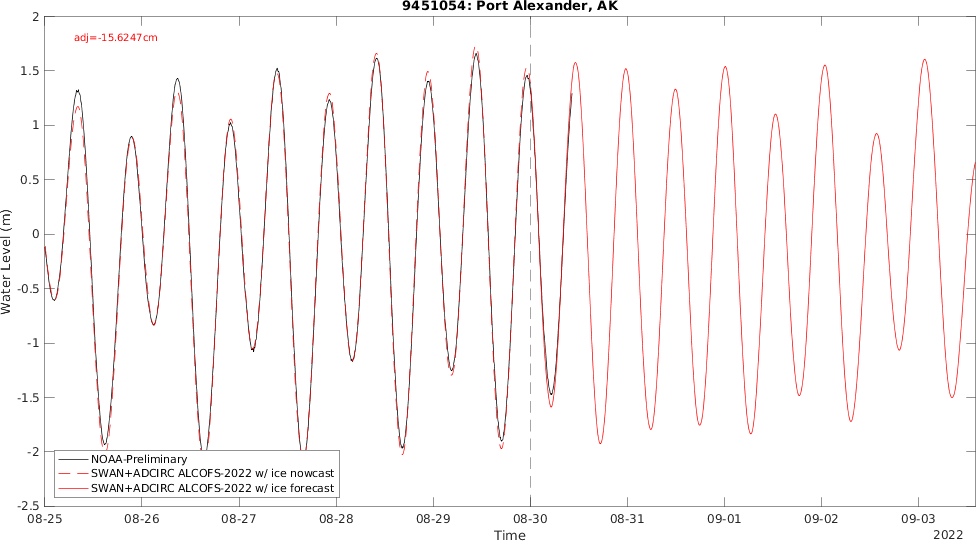 9451054: Port Alexander, AK
adj=-15.6247cm
Water Level (m)
2
1.5
1
0.5
0
-0.5
-1
-1.5
-2
-2.5
NOAA-Preliminary
SWAN+ADCIRC ALCOFS-2022 w/ ice nowcast
SWAN+ADCIRC ALCOFS-2022 w/ ice forecast
08-25 08-26 08-27 08-28 08-29 08-30 08-31 09-01 09-02 09-03
Time
2022